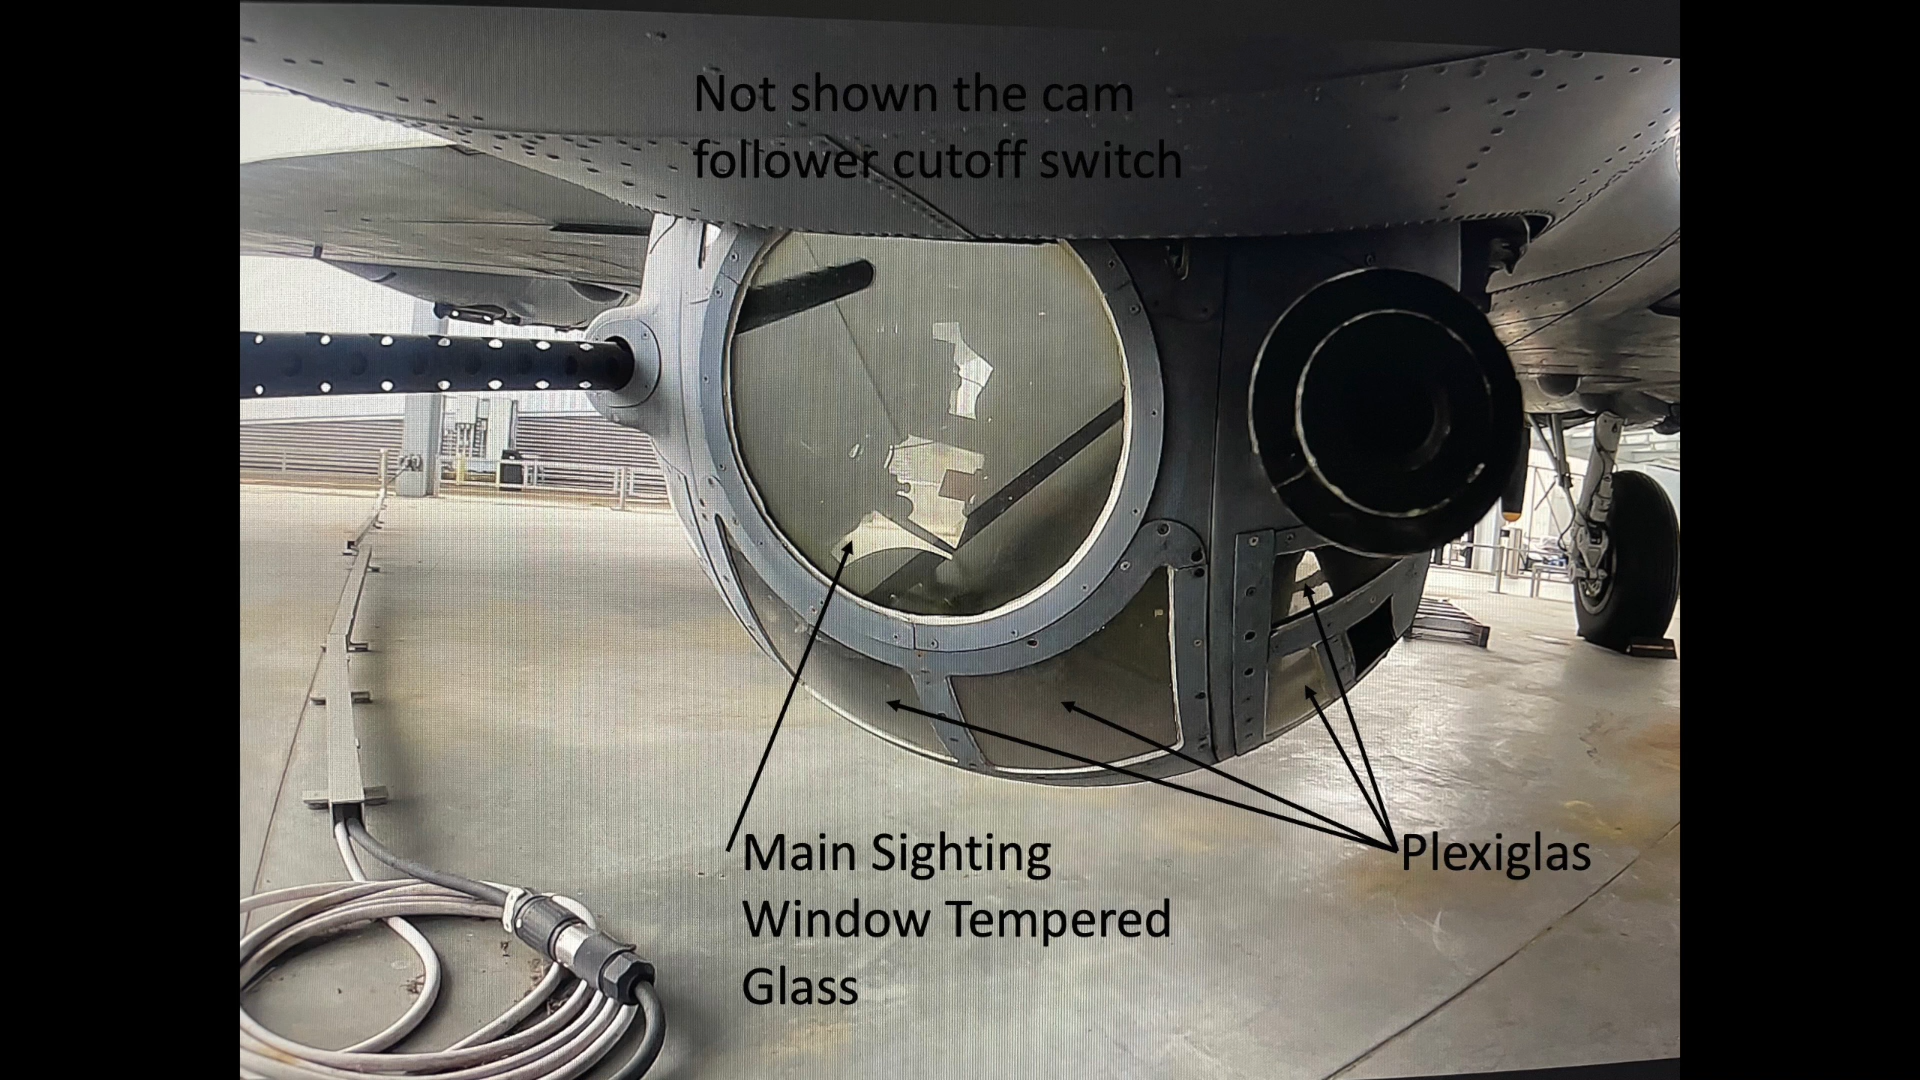 Not shown the cam
follower cutoff switch
Main Sighting
Window Tempered
Glass
Plexiglas